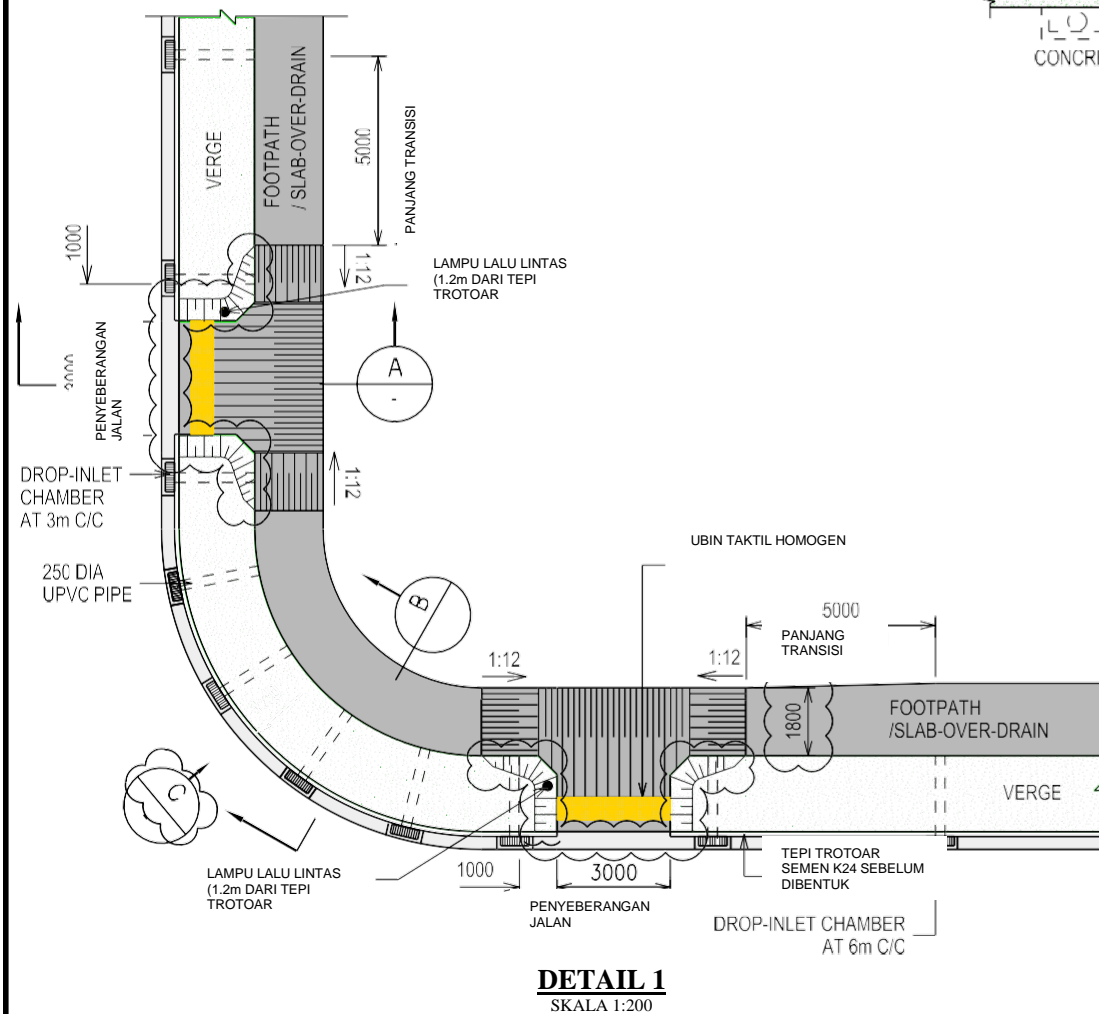 CONCR
VERGE
FOOTPATH
/ SLAB-OVER-DRAIN
5000
PANJANG TRANSISI
1000
1:12
LAMPU LALU LINTAS
(1.2m DARI TEPI
TROTOAR
A
-
PENYEBERANGAN
JALAN
DROP-INLET
CHAMBER
AT 3m C/C
1:12
250 DIA
UPVC PIPE
UBIN TAKTIL HOMOGEN
B
5000
PANJANG
TRANSISI
1:12
1:12
1800
FOOTPATH
/SLAB-OVER-DRAIN
C
VERGE
LAMPU LALU LINTAS
(1.2m DARI TEPI
TROTOAR
1000
3000
PENYEBERANGAN
JALAN
TEPI TROTOAR
SEMEN K24 SEBELUM
DIBENTUK
DROP-INLET CHAMBER
AT 6m C/C
DETAIL 1
SKALA 1:200